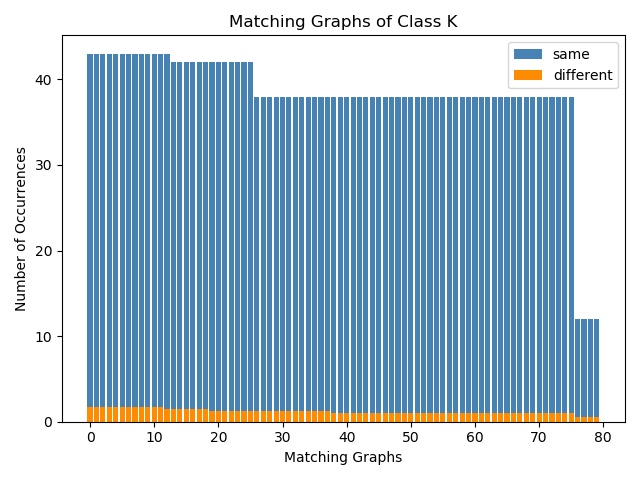 Matching Graphs of Class K
same
different
Number of Occurrences
40
30
20
10
0
0 10 20 30 40 50 60 70 80
Matching Graphs